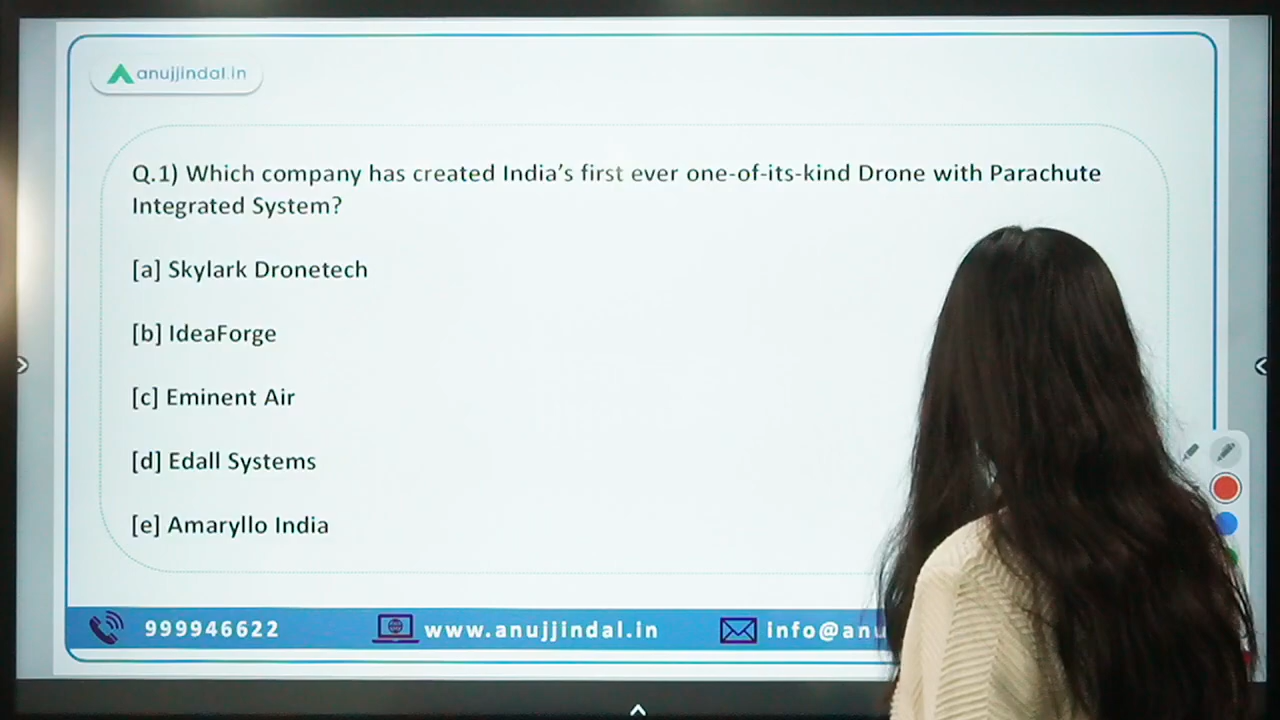 anujjindal.in
Q.1) Which company has created India's first ever one-of-its-kind Drone with Parachute
Integrated System?
[a] Skylark Dronetech
[b] IdeaForge
[c] Eminent Air
[d] Edall Systems
[e] Amaryllo India
999946622 www.anujjindal.in info@anu